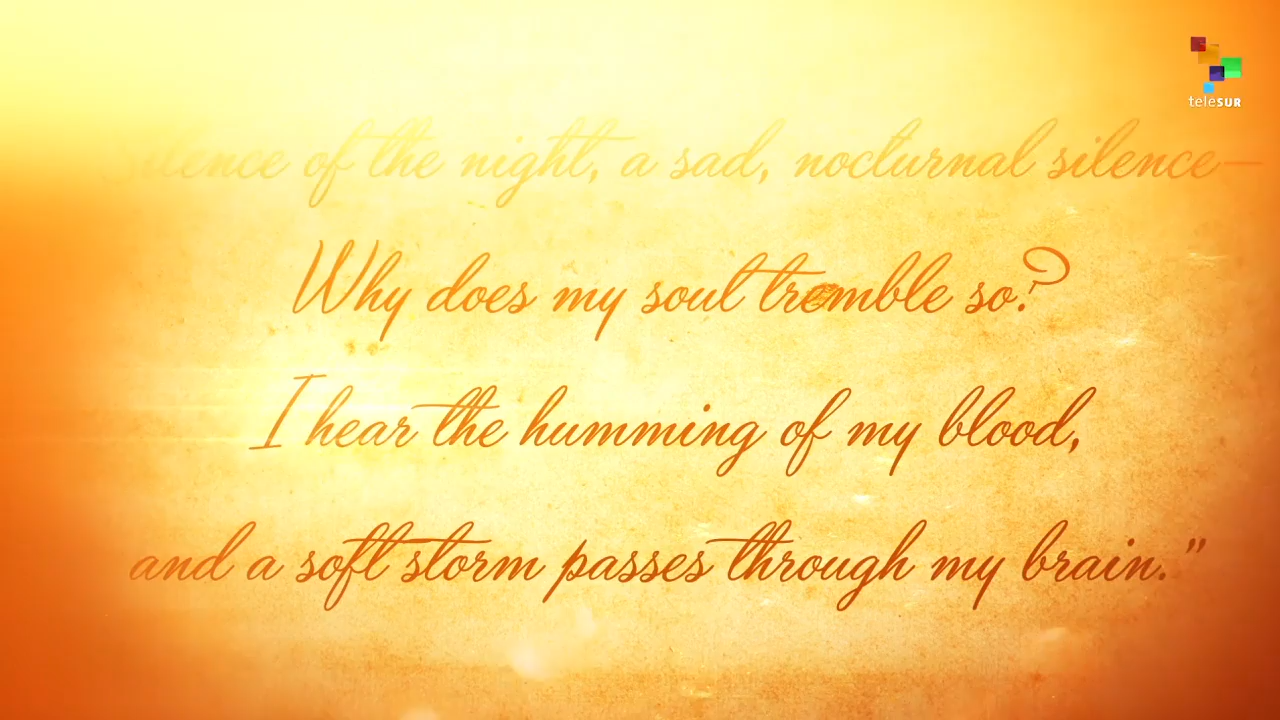 Silence of the night, a sad, nocturnal silence—
Why does my soul tremble so?
I hear the humming of my blood,
and a soft storm passes through my brain.”
teleSUR